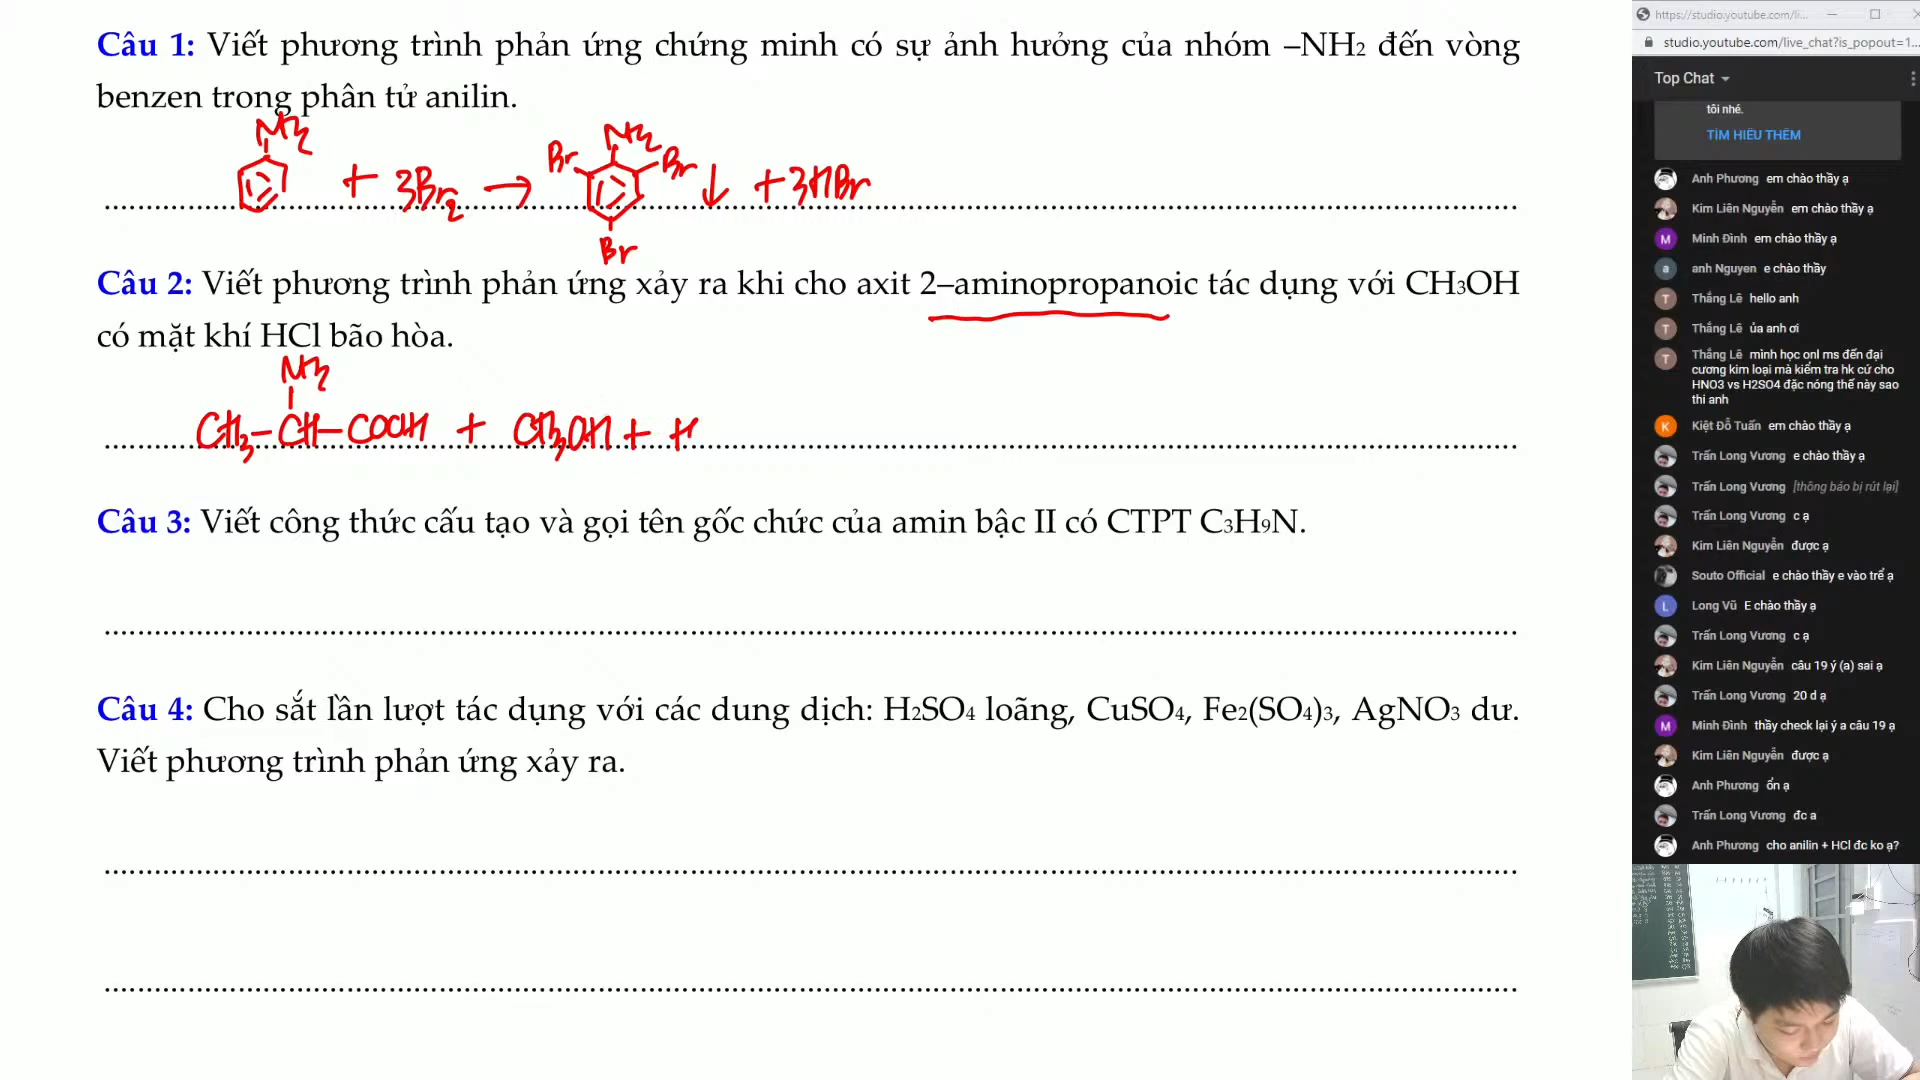 Câu 1: Viết phương trình phản ứng chứng minh có sự ảnh hưởng của nhóm –NH2 đến vòng
benzen trong phân tử anilin.
NH2 + 3Br2 → Br NH2 Br Br ↓ + 3HBr
Câu 2: Viết phương trình phản ứng xảy ra khi cho axit 2–aminopropanoic tác dụng với CH3OH
có mặt khí HCl bão hòa.
NH2
CH3–CH–COOH + CH3OH + H
Câu 3: Viết công thức cấu tạo và gọi tên gốc chức của amin bậc II có CTPT C3H9N.
Câu 4: Cho sắt lần lượt tác dụng với các dung dịch: H2SO4 loãng, CuSO4, Fe2(SO4)3, AgNO3 dư.
Viết phương trình phản ứng xảy ra.
https://studio.youtube.com/li...
studio.youtube.com/live_chat?is_popout=1...
Top Chat
tôi nhé.
TÌM HIỂU THÊM
Anh Phương em chào thầy ạ
Kim Liên Nguyễn em chào thầy ạ
Minh Đình em chào thầy ạ
anh Nguyen e chào thầy
Thắng Lê hello anh
Thắng Lê ủa anh ơi
Thắng Lê mình học onl ms đến đại
cương kim loại mà kiểm tra hk cứ cho
HNO3 vs H2SO4 đặc nóng thế này sao
thi anh
Kiệt Đỗ Tuấn em chào thầy ạ
Trần Long Vương e chào thầy ạ
Trần Long Vương [thông báo bị rút lại]
Trần Long Vương c ạ
Kim Liên Nguyễn được ạ
Souto Official e chào thầy e vào trể ạ
Long Vũ E chào thầy ạ
Trần Long Vương c ạ
Kim Liên Nguyễn câu 19 ý (a) sai ạ
Trần Long Vương 20 d ạ
Minh Đình thầy check lại ý a câu 19 ạ
Kim Liên Nguyễn được ạ
Anh Phương ổn ạ
Trần Long Vương đc a
Anh Phương cho anilin + HCl đc ko ạ?